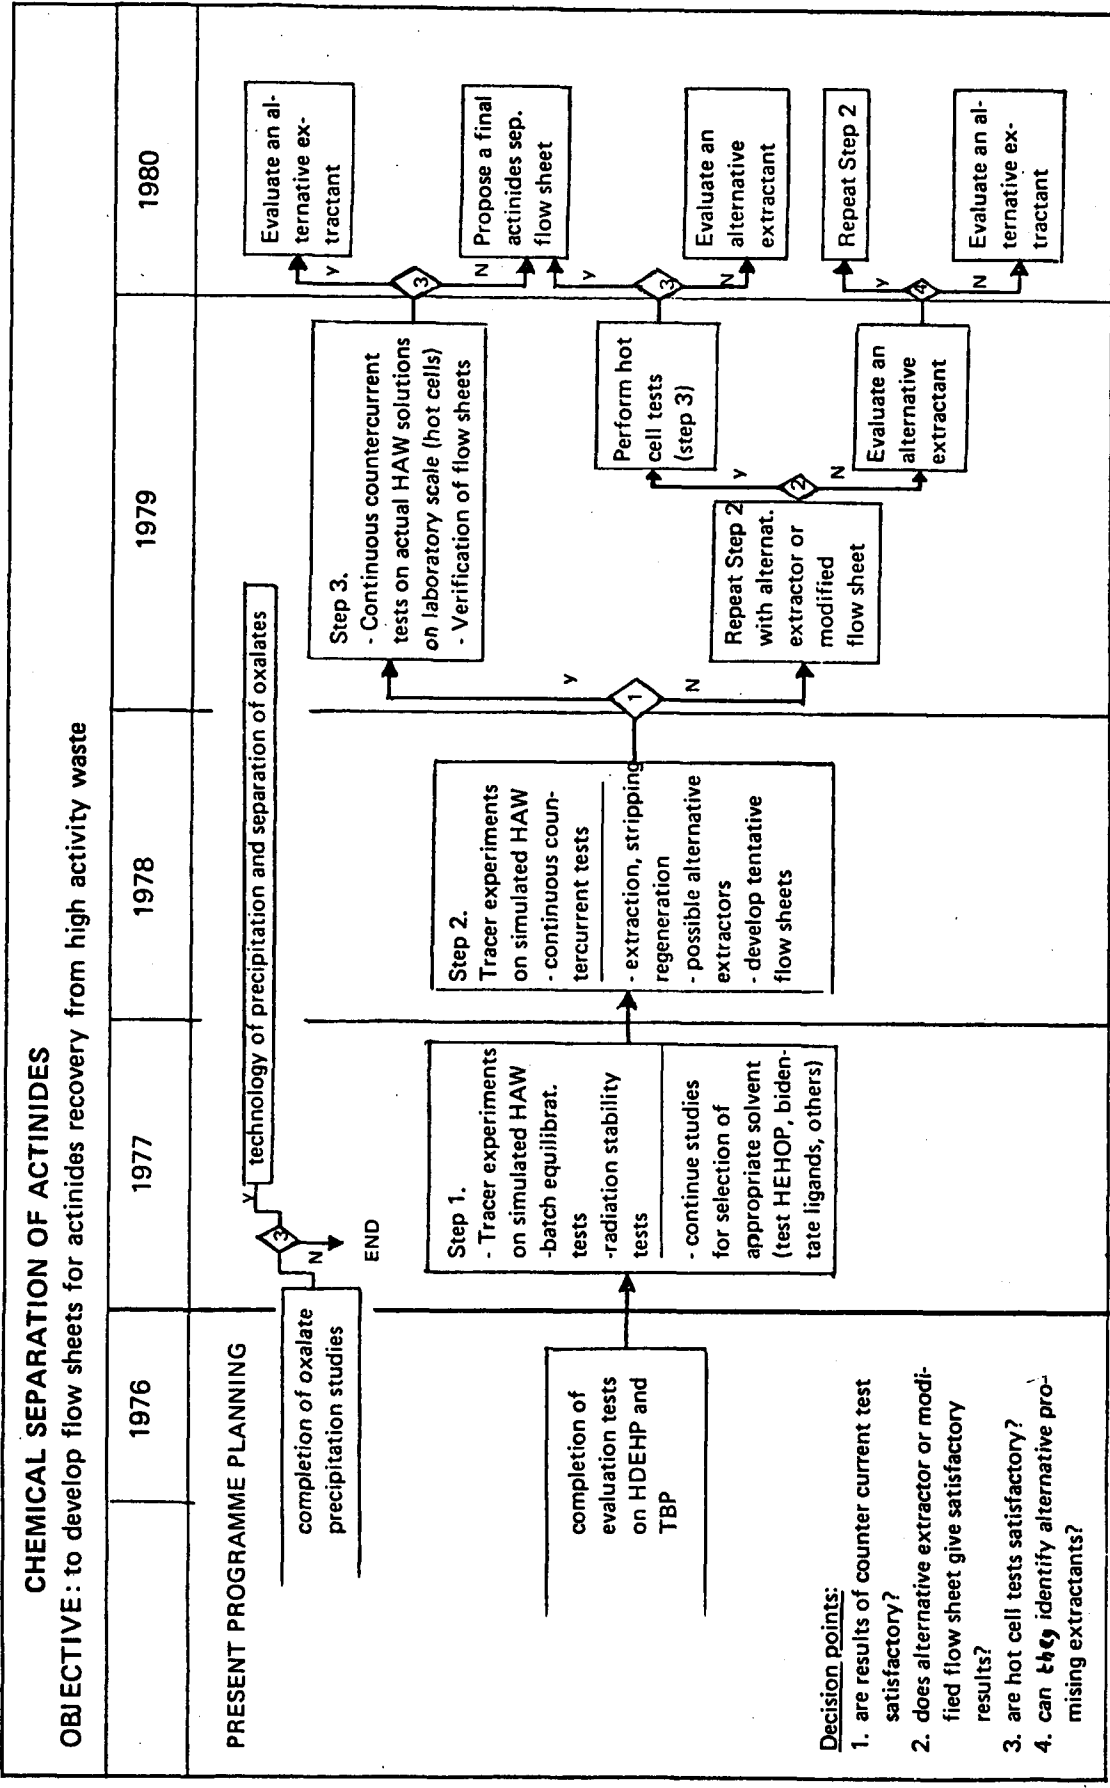 CHEMICAL SEPARATION OF ACTINIDES
OBJECTIVE: to develop flow sheets for actinides recovery from high activity waste
1976
1977
1978
1979
1980
PRESENT PROGRAMME PLANNING
completion of oxalate
precipitation studies
3
Y
N
END
technology of precipitation and separation of oxalates
completion of
evaluation tests
on HDEHP and
TBP
Step 1.
- Tracer experiments
on simulated HAW
-batch equilibrat.
tests
-radiation stability
tests
- continue studies
for selection of
appropriate solvent
(test HEHOP, biden-
tate ligands, others)
Step 2.
Tracer experiments
on simulated HAW
- continuous coun-
tercurrent tests
- extraction, stripping
regeneration
- possible alternative
extractors
- develop tentative
flow sheets
1
Y
N
Step 3.
- Continuous countercurrent
tests on actual HAW solutions
on laboratory scale (hot cells)
- Verification of flow sheets
Repeat Step 2
with alternat.
extractor or
modified
flow sheet
2
Y
N
Perform hot
cell tests
(step 3)
Evaluate an
alternative
extractant
3
Y
N
Evaluate an al-
ternative ex-
tractant
Propose a final
actinides sep.
flow sheet
3
Y
N
Evaluate an
alternative
extractant
4
Y
N
Repeat Step 2
Evaluate an al-
ternative ex-
tractant
Decision points:
1. are results of counter current test
satisfactory?
2. does alternative extractor or modi-
fied flow sheet give satisfactory
results?
3. are hot cell tests satisfactory?
4. can they identify alternative pro-
mising extractants?